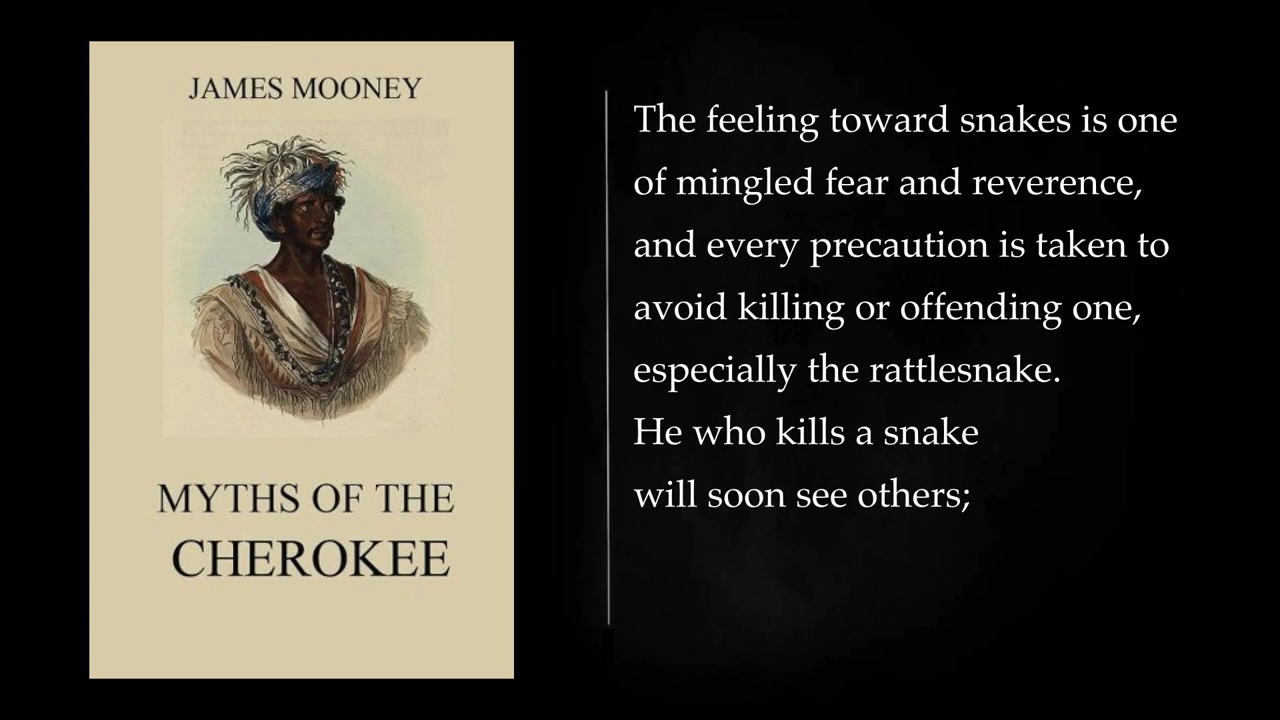 JAMES MOONEY
MYTHS OF THE
CHEROKEE
The feeling toward snakes is one
of mingled fear and reverence,
and every precaution is taken to
avoid killing or offending one,
especially the rattlesnake.
He who kills a snake
will soon see others;